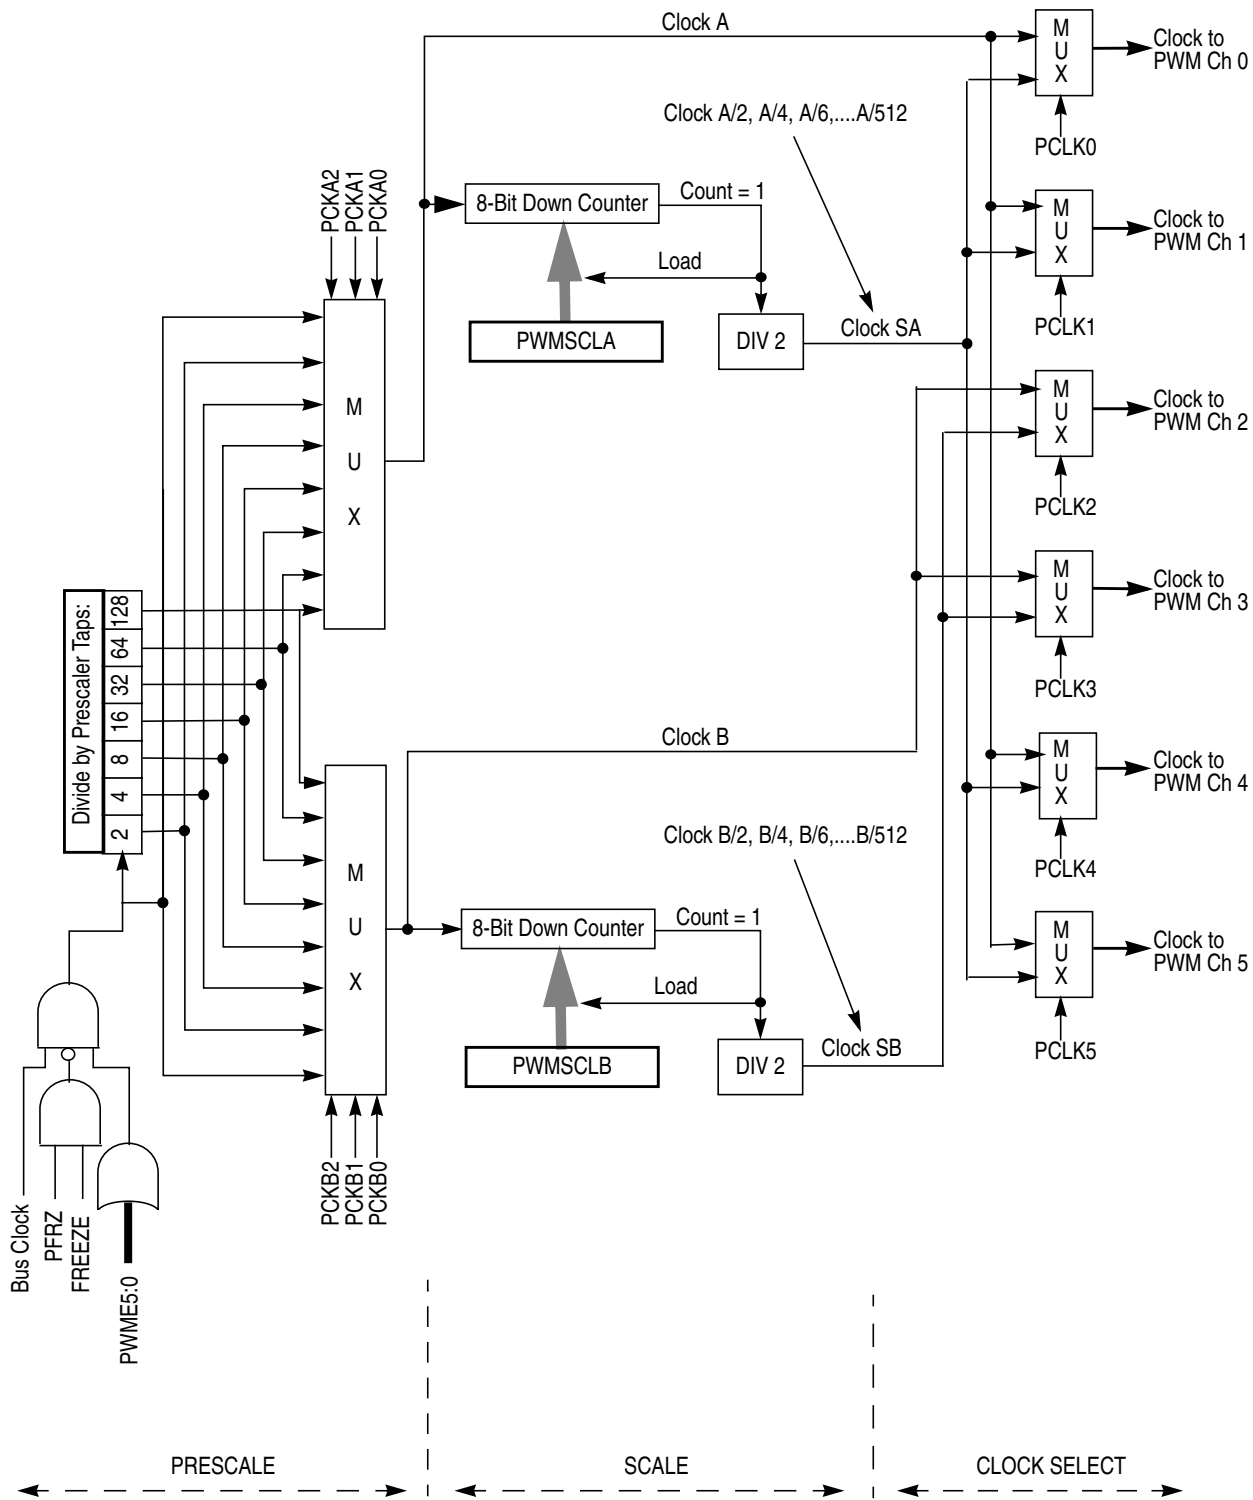 Clock A
M
U
X
Clock to
PWM Ch 0
PCLK0
Clock A/2, A/4, A/6,....A/512
PCKA2
PCKA1
PCKA0
8-Bit Down Counter
Count = 1
Load
PWMSCLA
DIV 2
Clock SA
M
U
X
Clock to
PWM Ch 1
PCLK1
M
U
X
M
U
X
Clock to
PWM Ch 2
PCLK2
M
U
X
Clock to
PWM Ch 3
PCLK3
Divide by Prescaler Taps:
128
64
32
16
8
4
2
Clock B
M
U
X
Clock to
PWM Ch 4
PCLK4
Clock B/2, B/4, B/6,....B/512
M
U
X
8-Bit Down Counter
Count = 1
Load
PWMSCLB
DIV 2
Clock SB
M
U
X
Clock to
PWM Ch 5
PCLK5
PCKB2
PCKB1
PCKB0
Bus Clock
PFRZ
FREEZE
PWME5:0
PRESCALE
SCALE
CLOCK SELECT